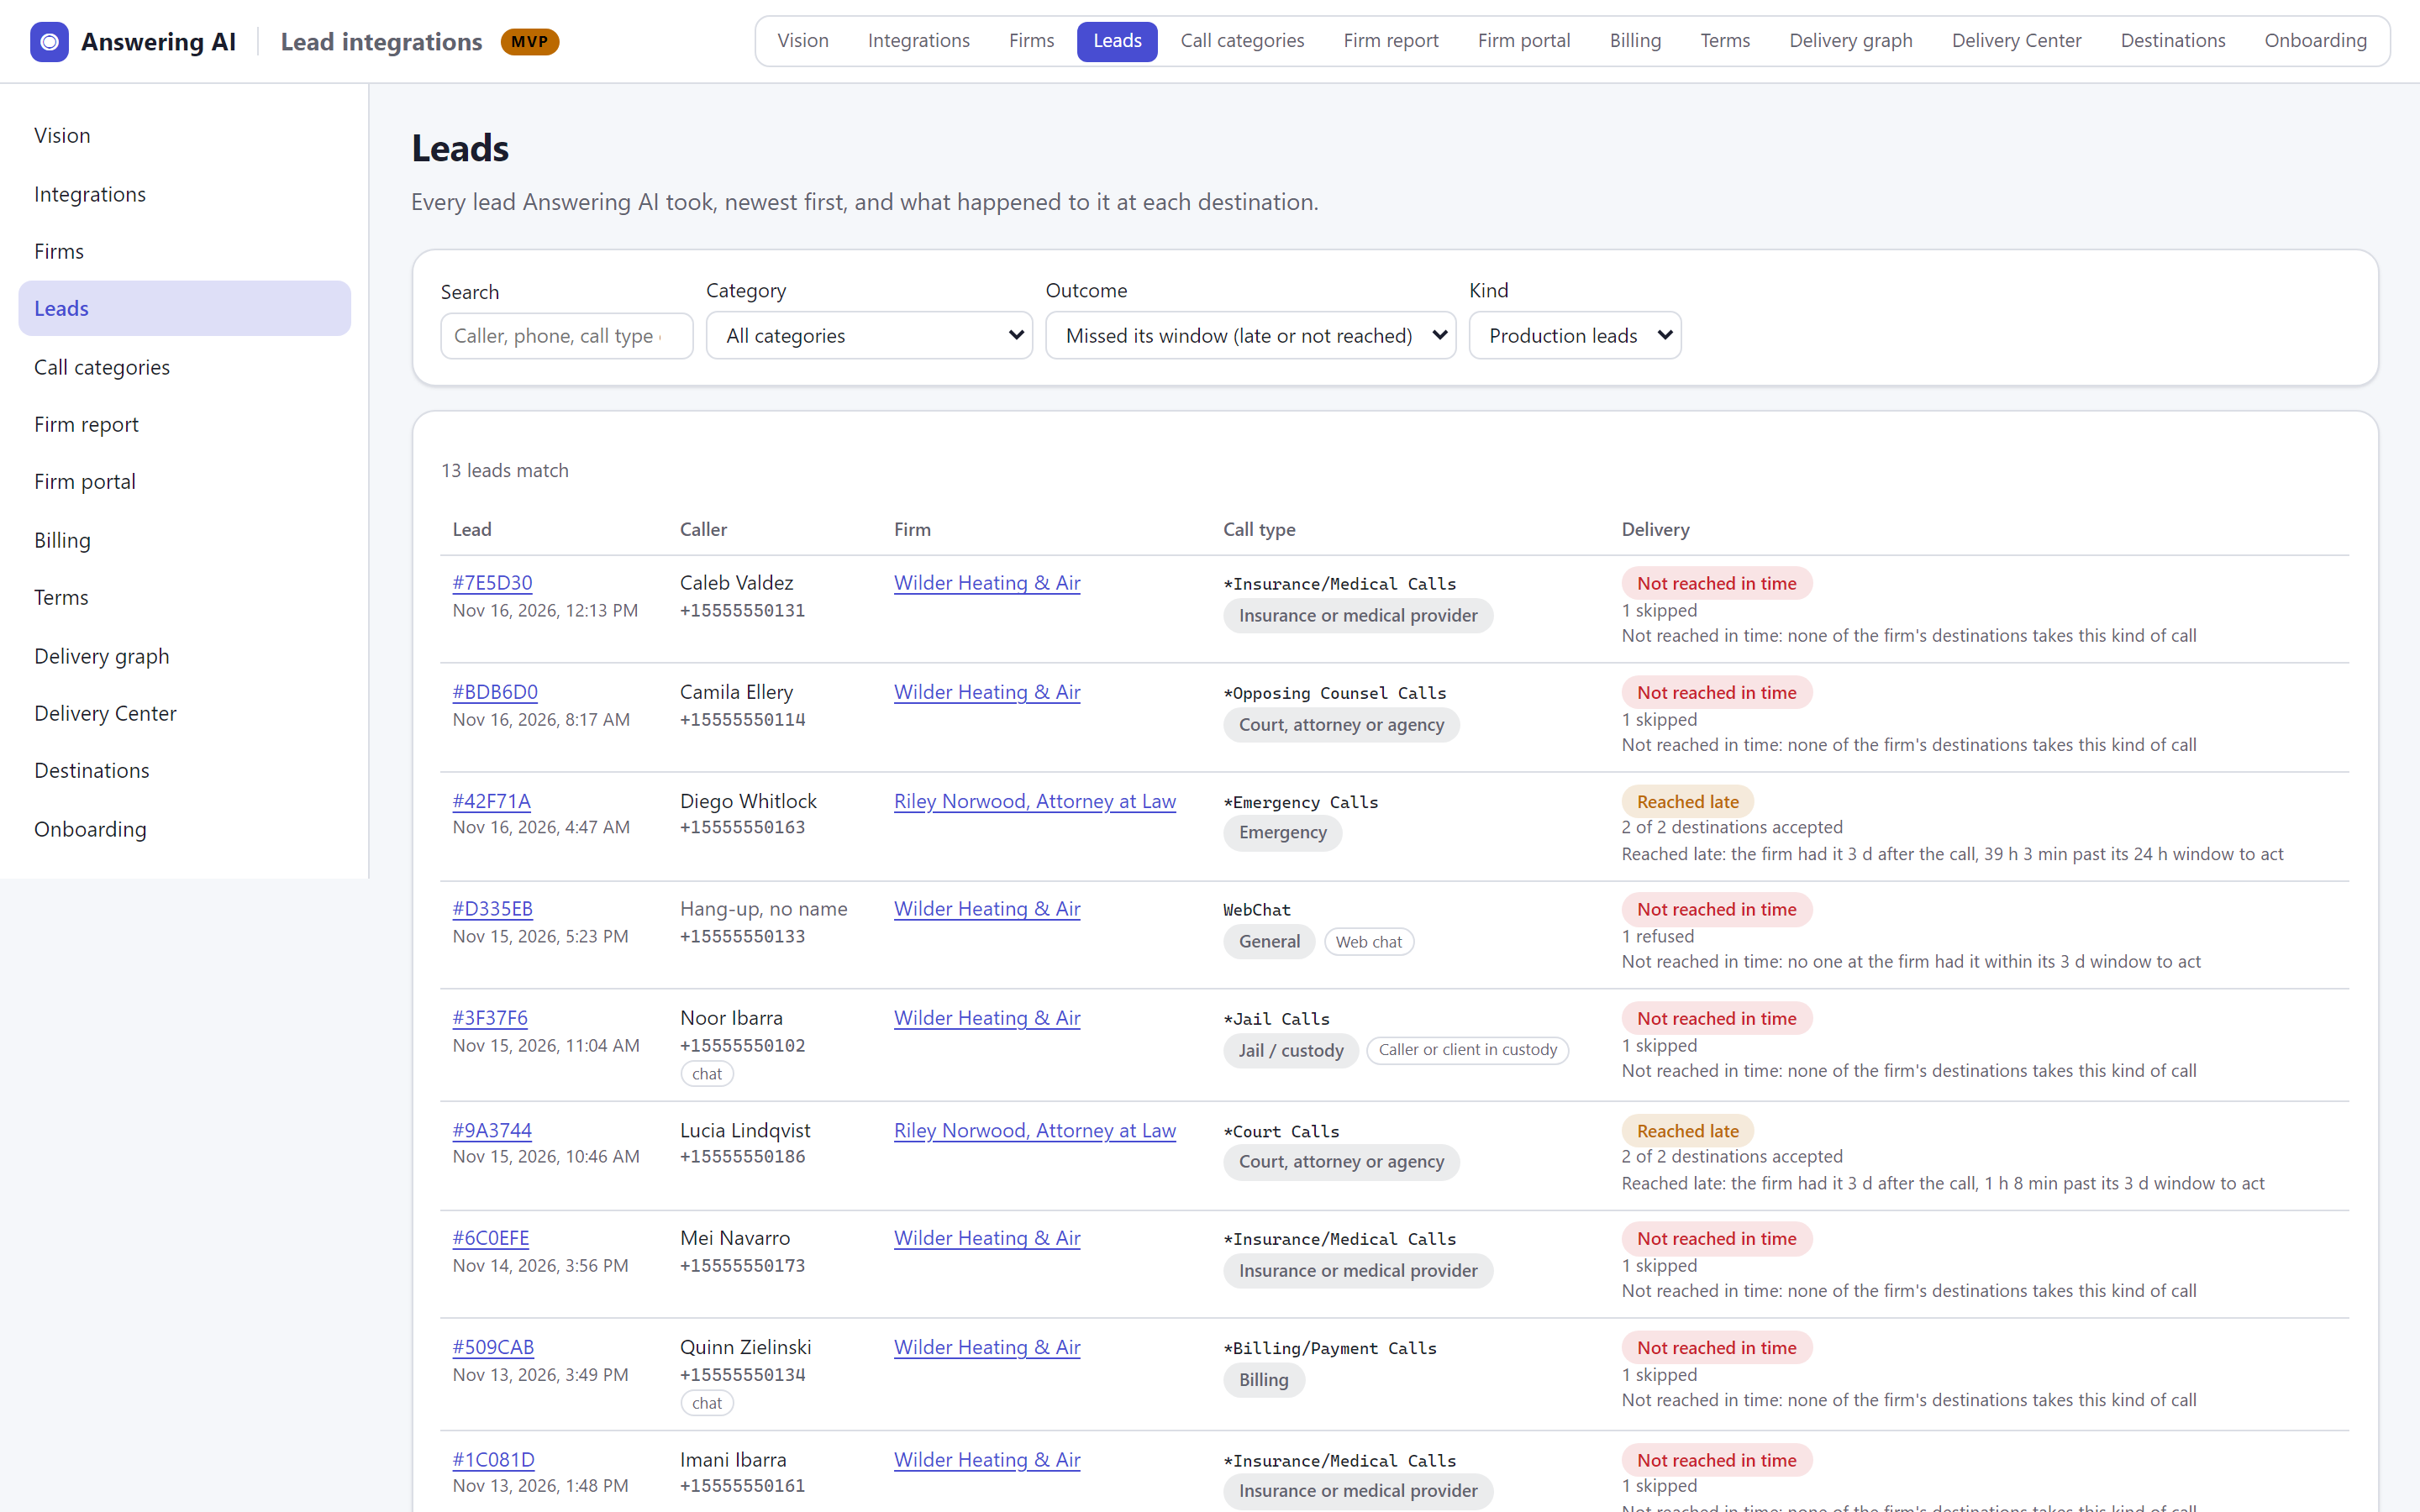 Answering AI
Lead integrations
MVP
Vision
Integrations
Firms
Leads
Call categories
Firm report
Firm portal
Billing
Terms
Delivery graph
Delivery Center
Destinations
Onboarding
Vision
Integrations
Firms
Leads
Call categories
Firm report
Firm portal
Billing
Terms
Delivery graph
Delivery Center
Destinations
Onboarding
Leads
Every lead Answering AI took, newest first, and what happened to it at each destination.
Search
Caller, phone, call type
Category
All categories
Outcome
Missed its window (late or not reached)
Kind
Production leads
13 leads match
Lead Caller Firm Call type Delivery
#7E5D30 Caleb Valdez Wilder Heating & Air *Insurance/Medical Calls Not reached in time
Nov 16, 2026, 12:13 PM +15555550131 Insurance or medical provider 1 skipped
Not reached in time: none of the firm's destinations takes this kind of call
#BDB6D0 Camila Ellery Wilder Heating & Air *Opposing Counsel Calls Not reached in time
Nov 16, 2026, 8:17 AM +15555550114 Court, attorney or agency 1 skipped
Not reached in time: none of the firm's destinations takes this kind of call
#42F71A Diego Whitlock Riley Norwood, Attorney at Law *Emergency Calls Reached late
Nov 16, 2026, 4:47 AM +15555550163 Emergency 2 of 2 destinations accepted
Reached late: the firm had it 3 d after the call, 39 h 3 min past its 24 h window to act
#D335EB Hang-up, no name Wilder Heating & Air WebChat Not reached in time
Nov 15, 2026, 5:23 PM +15555550133 General Web chat 1 refused
Not reached in time: no one at the firm had it within its 3 d window to act
#3F37F6 Noor Ibarra Wilder Heating & Air *Jail Calls Not reached in time
Nov 15, 2026, 11:04 AM +15555550102 Jail / custody Caller or client in custody 1 skipped
chat Not reached in time: none of the firm's destinations takes this kind of call
#9A3744 Lucia Lindqvist Riley Norwood, Attorney at Law *Court Calls Reached late
Nov 15, 2026, 10:46 AM +15555550186 Court, attorney or agency 2 of 2 destinations accepted
Reached late: the firm had it 3 d after the call, 1 h 8 min past its 3 d window to act
#6C0EFE Mei Navarro Wilder Heating & Air *Insurance/Medical Calls Not reached in time
Nov 14, 2026, 3:56 PM +15555550173 Insurance or medical provider 1 skipped
Not reached in time: none of the firm's destinations takes this kind of call
#509CAB Quinn Zielinski Wilder Heating & Air *Billing/Payment Calls Not reached in time
Nov 13, 2026, 3:49 PM +15555550134 Billing 1 skipped
chat Not reached in time: none of the firm's destinations takes this kind of call
#1C081D Imani Ibarra Wilder Heating & Air *Insurance/Medical Calls Not reached in time
Nov 13, 2026, 1:48 PM +15555550161 Insurance or medical provider 1 skipped